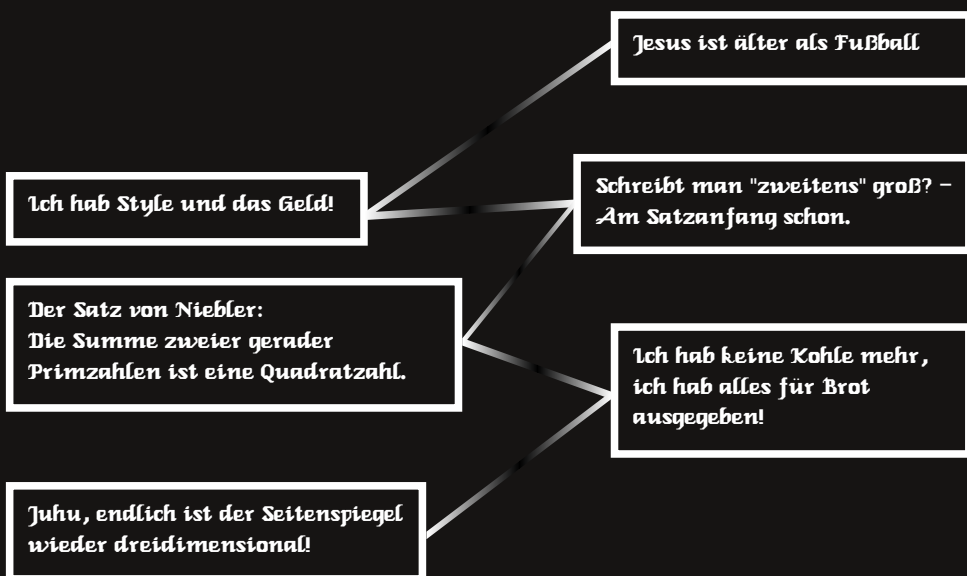 Jesus ist älter als Fußball
Ich hab Style und das Geld!
Schreibt man "zweitens" groß? –
Am Satzanfang schon.
Der Satz von Niebler:
Die Summe zweier gerader
Primzahlen ist eine Quadratzahl.
Ich hab keine Kohle mehr,
ich hab alles für Brot
ausgegeben!
Juhu, endlich ist der Seitenspiegel
wieder dreidimensional!